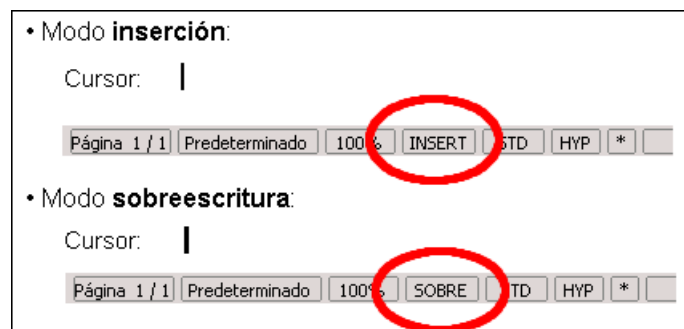 • Modo inserción:
Cursor:
Página 1 / 1 Predeterminado 100% INSERT STD HYP *
• Modo sobreescritura:
Cursor:
Página 1 / 1 Predeterminado 100% SOBRE STD HYP *